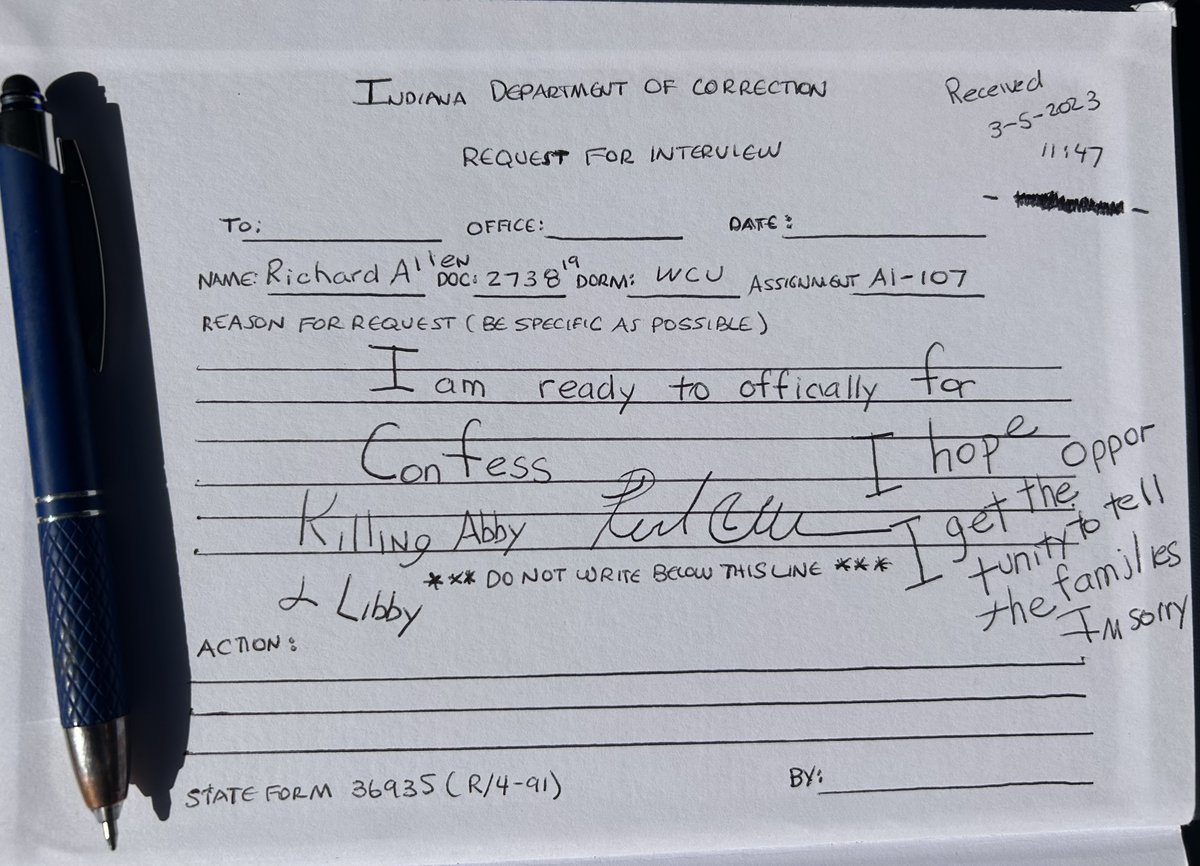 INDIANA DEPARTMENT OF CORRECTION
Received
3-5-2023
11:47
REQUEST FOR INTERVIEW
TO: OFFICE: DATE:
NAME: Richard Allen DOC: 273819 DORM: WCU ASSIGNMENT A1-107
REASON FOR REQUEST (BE SPECIFIC AS POSSIBLE)
I am ready to officially for
Confess
Killing Abby
& Libby
I hope
I get the oppor
tunity to tell
the families
I'm sorry
*** DO NOT WRITE BELOW THIS LINE ***
ACTION:
STATE FORM 36935 (R/4-91) BY: